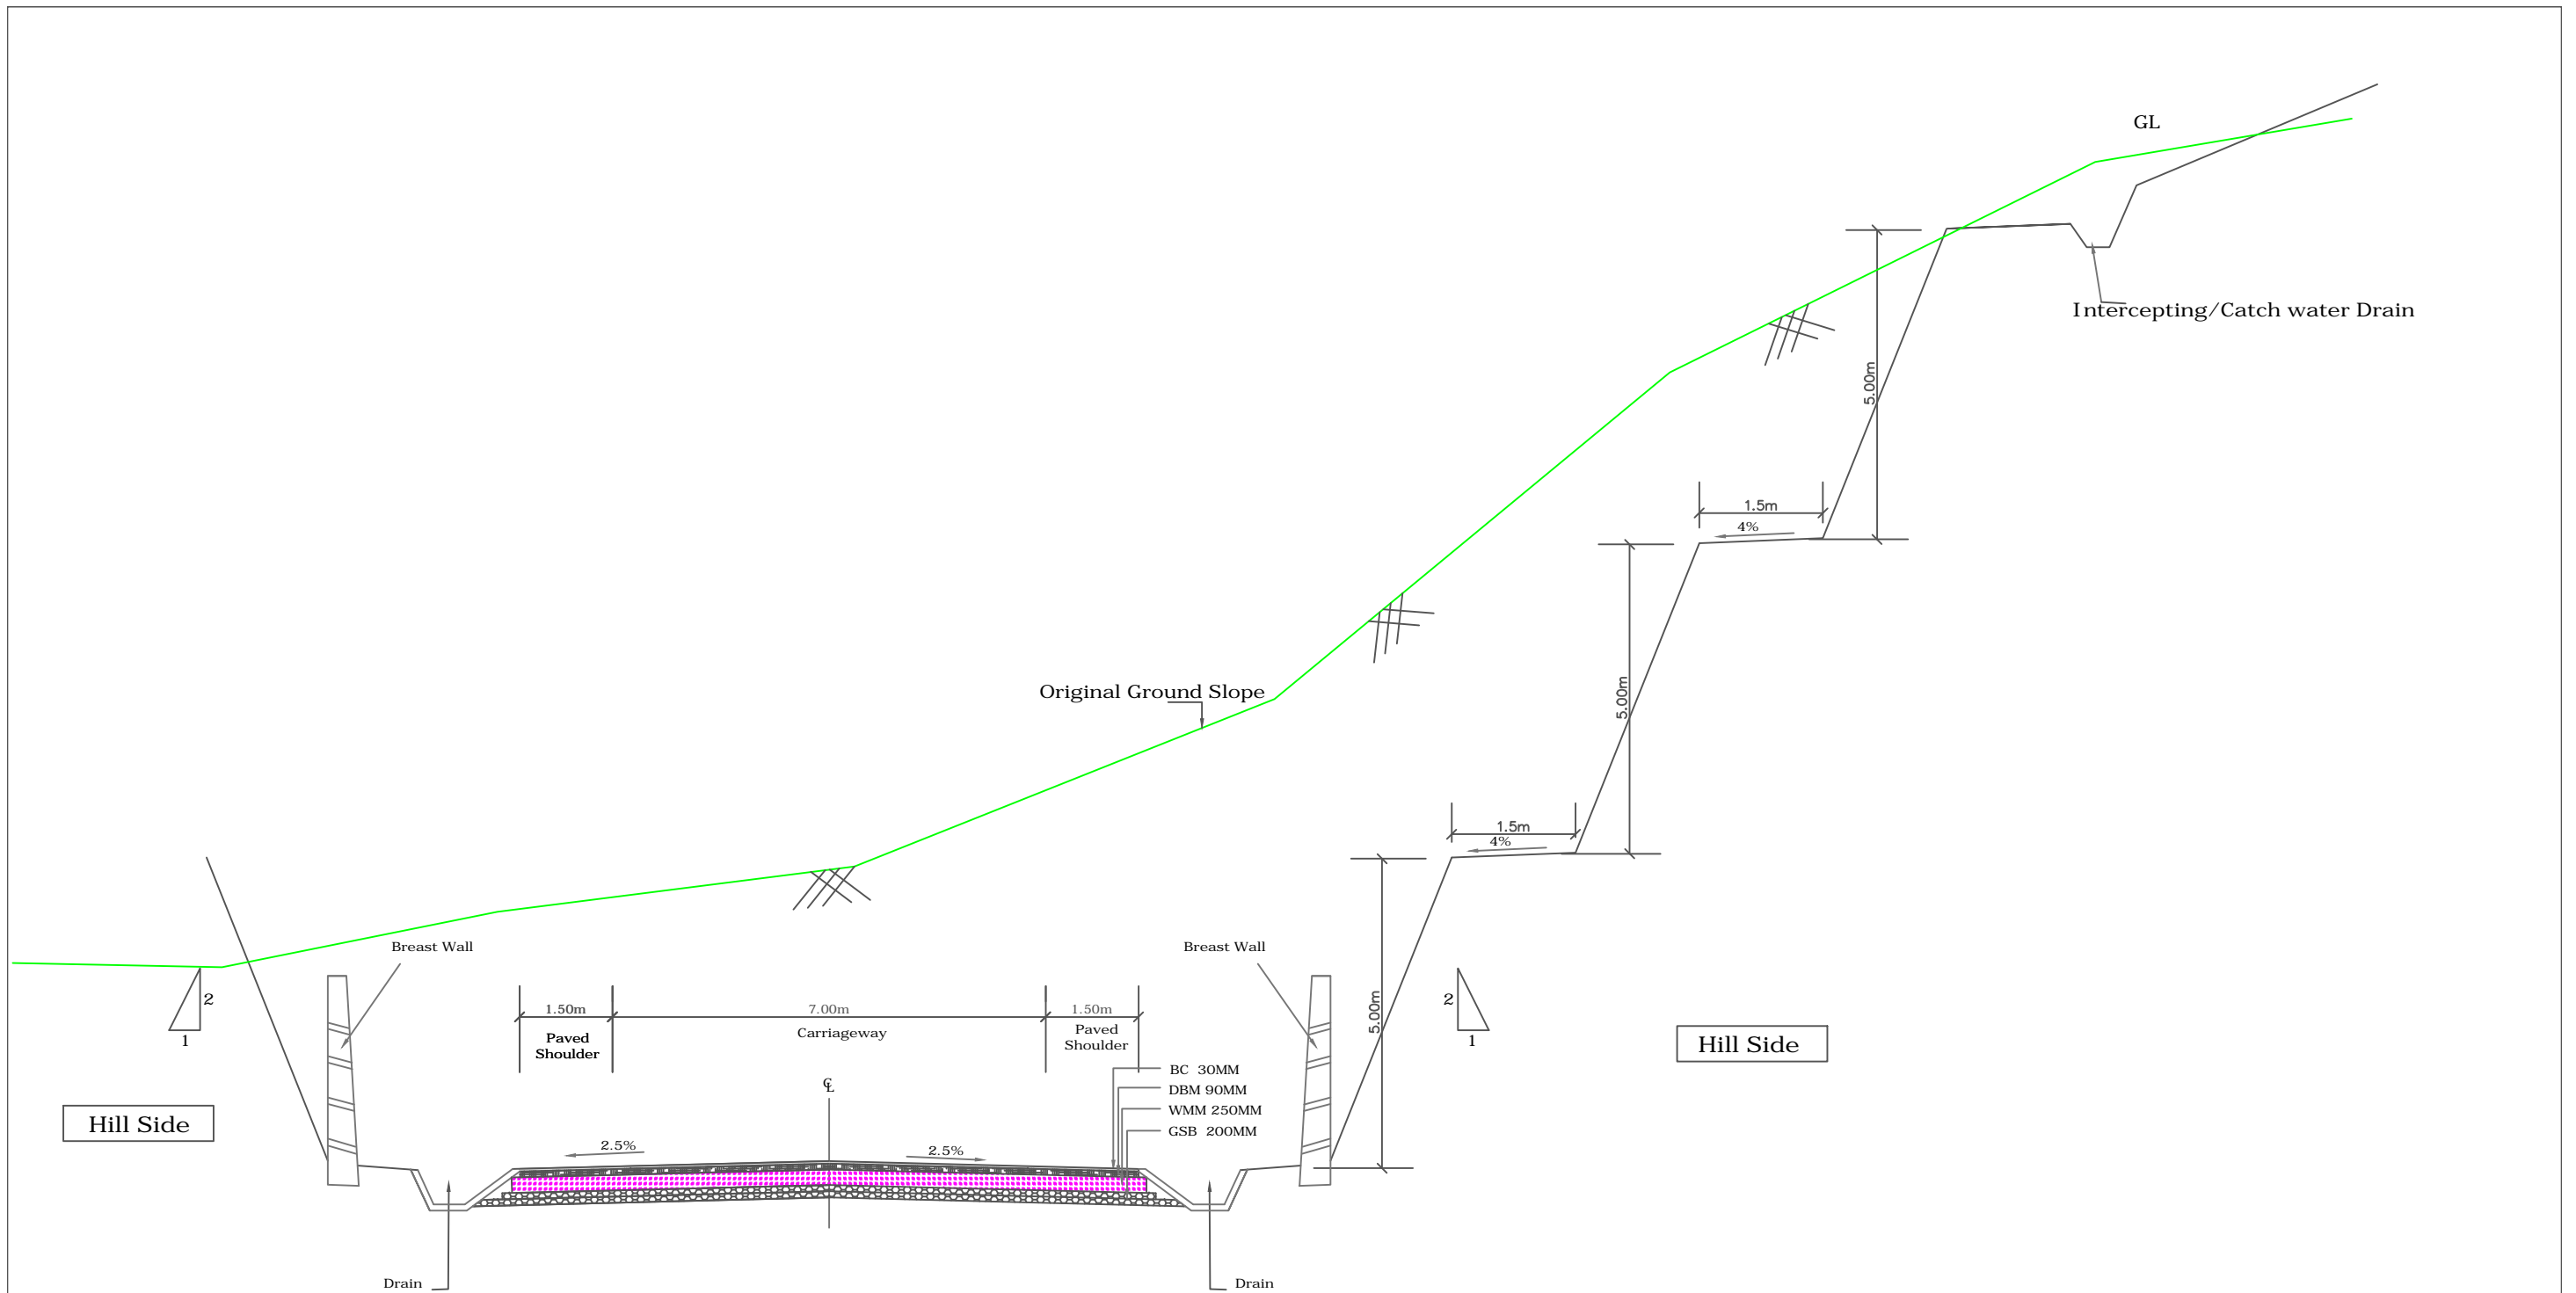 GL
Intercepting/Catch water Drain
5.00m
1.5m
4%
Original Ground Slope
5.00m
1.5m
4%
Breast Wall
Breast Wall
2
1
1.50m
7.00m
1.50m
Paved
Shoulder
Carriageway
Paved
Shoulder
5.00m
2
1
Hill Side
BC 30MM
DBM 90MM
WMM 250MM
GSB 200MM
CL
Hill Side
2.5%
2.5%
Drain
Drain